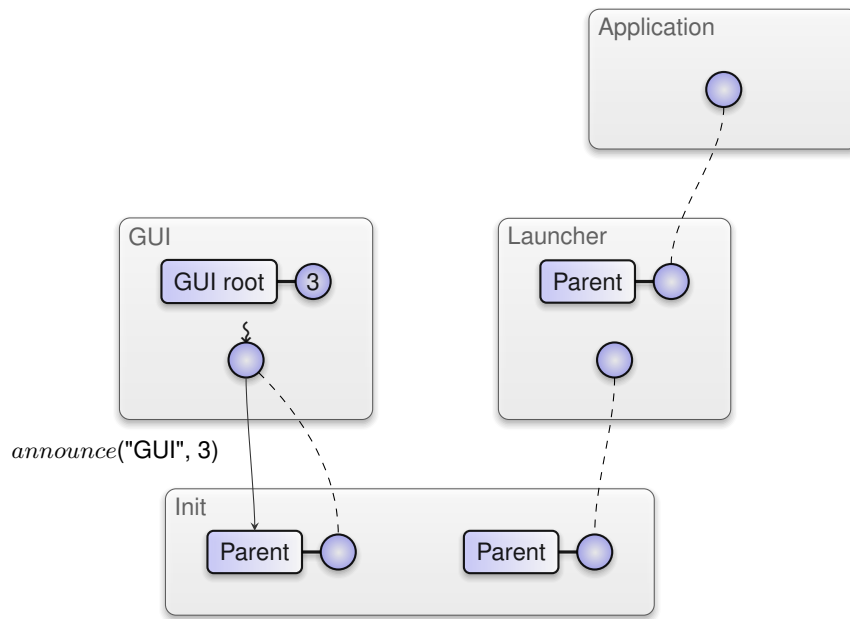 Application
GUI
Launcher
GUI root
3
Parent
announce("GUI", 3)
Init
Parent
Parent